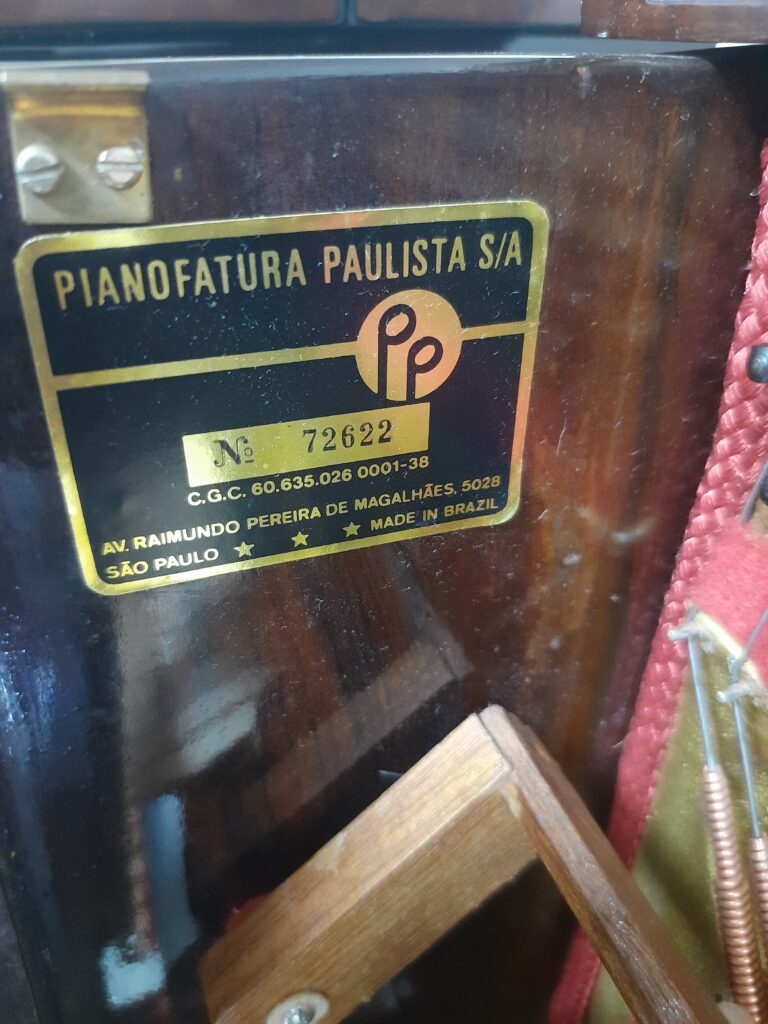 PIANOFATURA PAULISTA S/A
PP
Nº 72622
C.G.C. 60.635.026 0001-38
AV. RAIMUNDO PEREIRA DE MAGALHÃES, 5028
SÃO PAULO ★ ★ ★ MADE IN BRAZIL